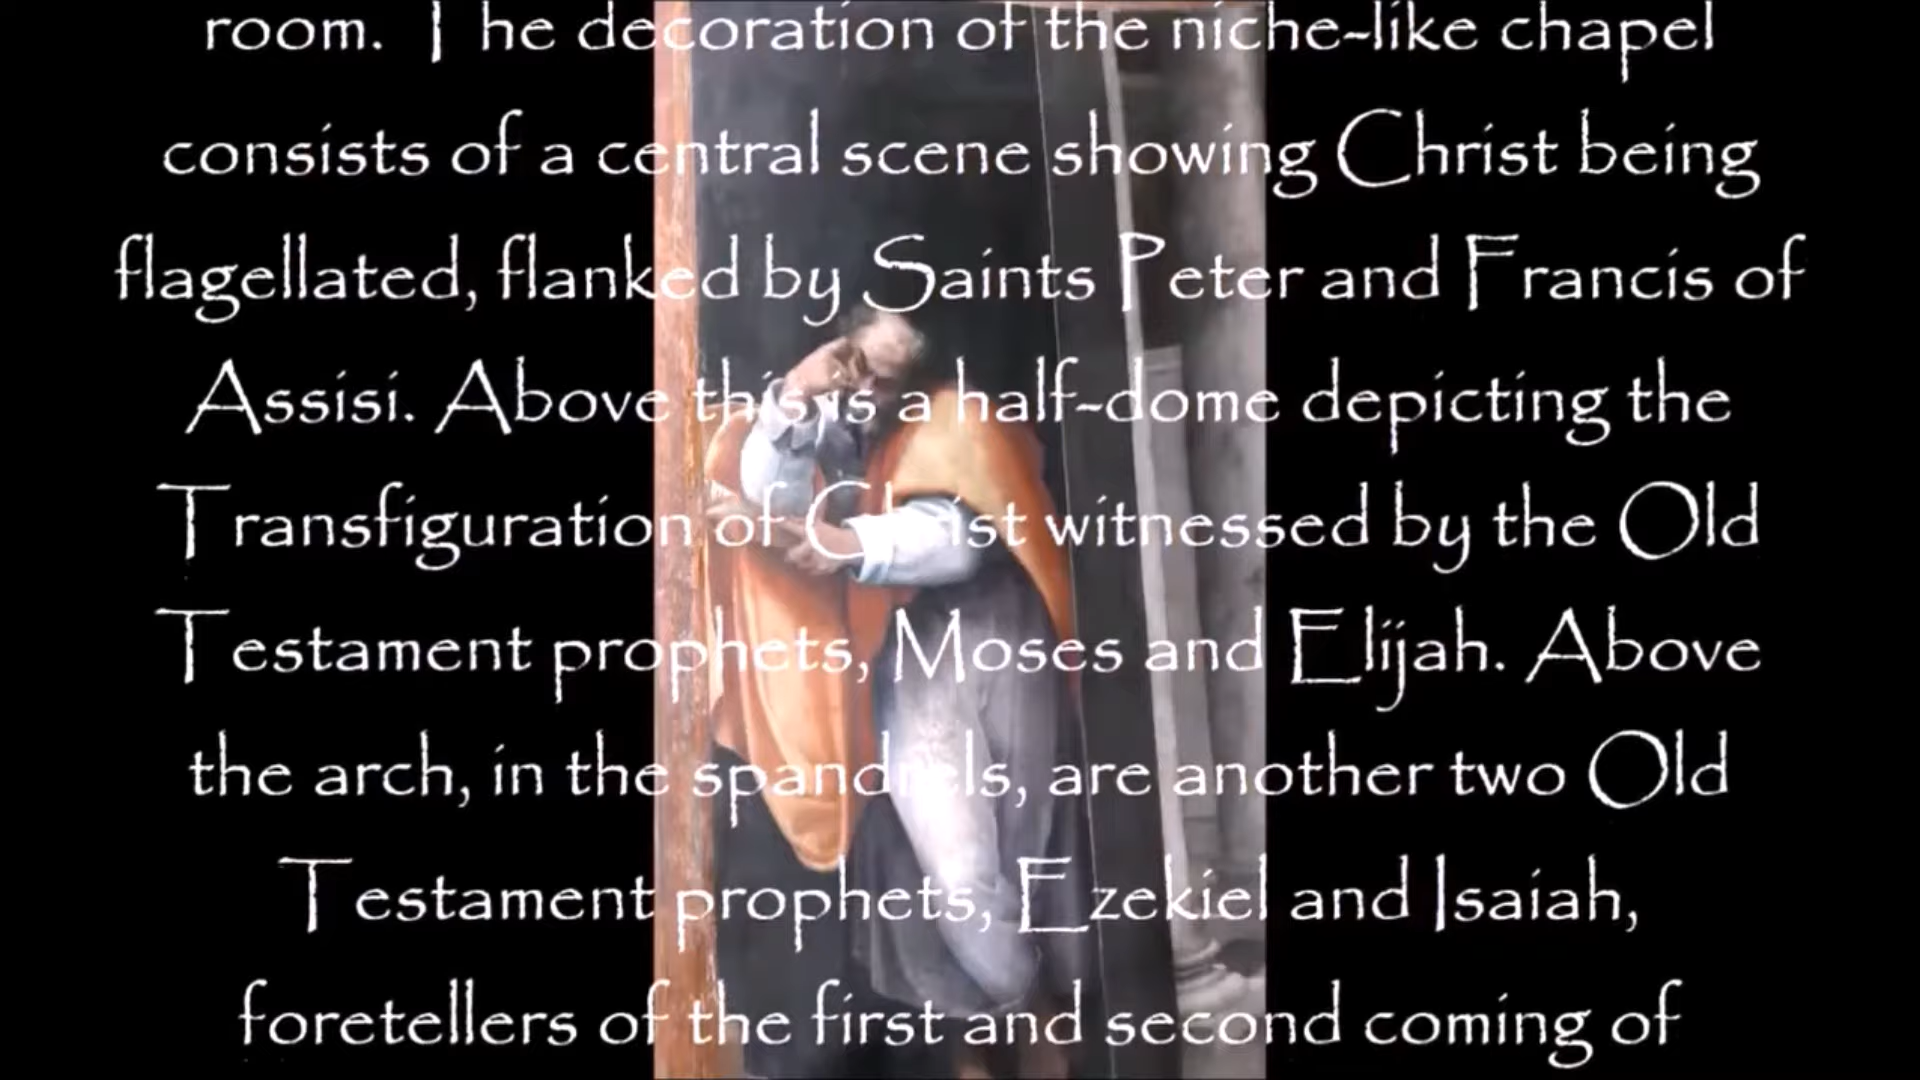 room. The decoration of the niche-like chapel
consists of a central scene showing Christ being
flagellated, flanked by Saints Peter and Francis of
Assisi. Above this is a half-dome depicting the
Transfiguration of Christ witnessed by the Old
Testament prophets, Moses and Elijah. Above
the arch, in the spandrels, are another two Old
Testament prophets, Ezekiel and Isaiah,
foretellers of the first and second coming of